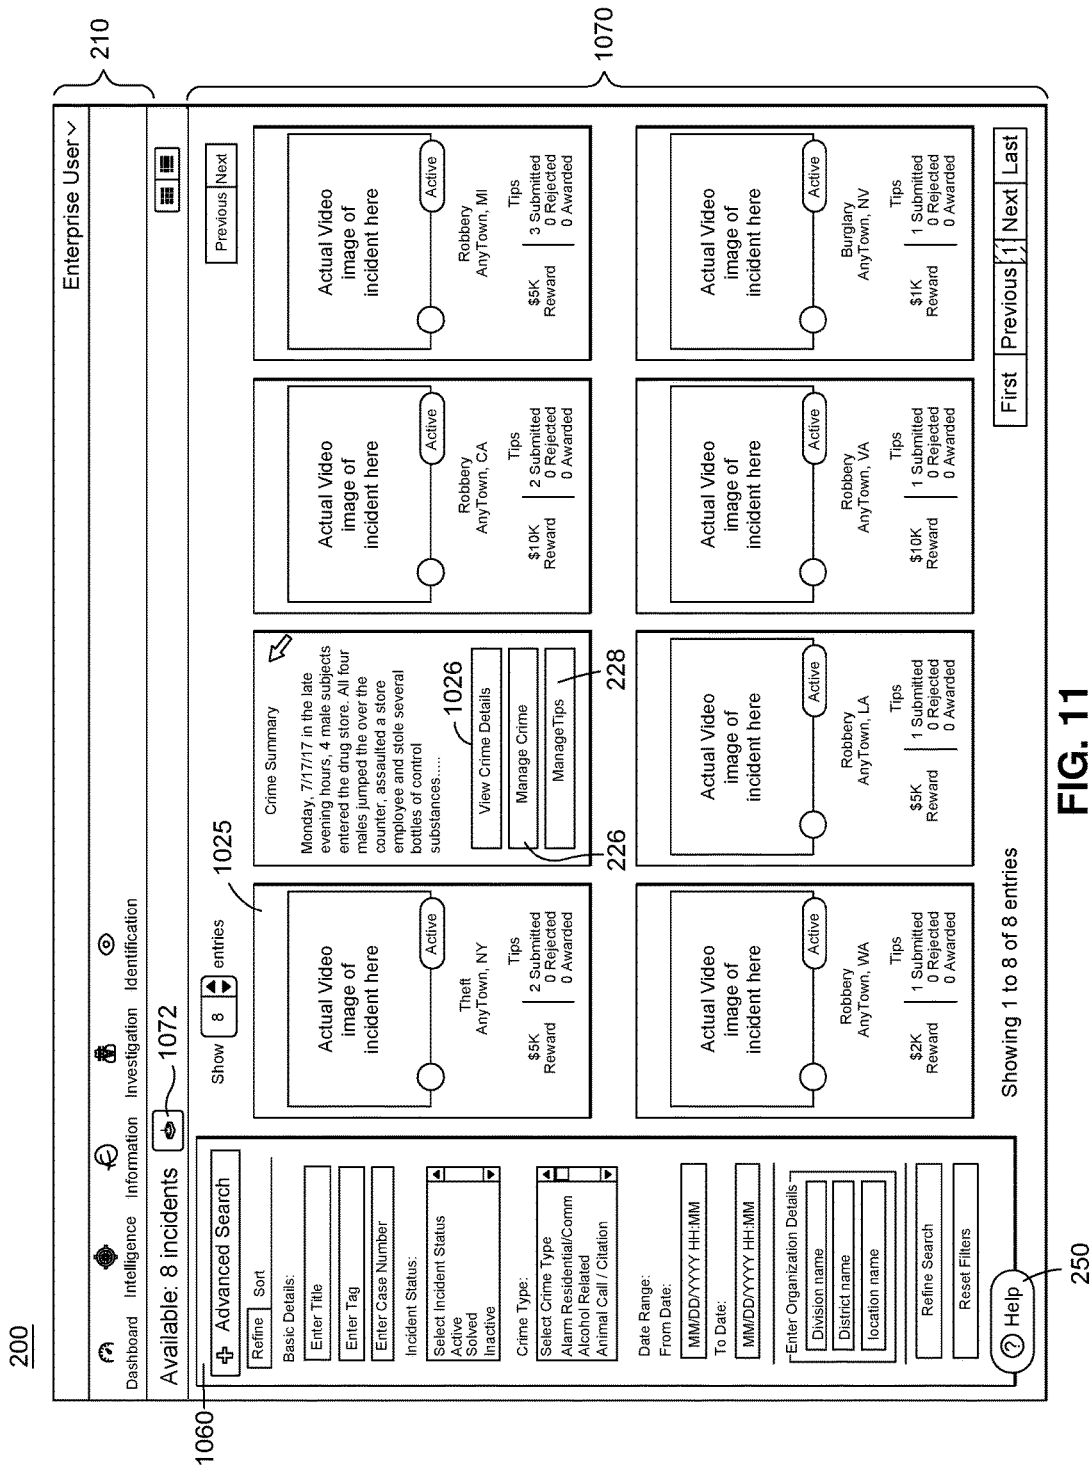 200
210
Enterprise User
Dashboard
Intelligence
Information
Investigation
Identification
Available: 8 incidents
1072
1060
Advanced Search
Refine
Sort
Basic Details:
Enter Title
Enter Tag
Enter Case Number
Incident Status:
Select Incident Status
Active
Solved
Inactive
Crime Type:
Select Crime Type
Alarm Residential/Comm
Alcohol Related
Animal Call / Citation
Date Range:
From Date:
MM/DD/YYYY HH:MM
To Date:
MM/DD/YYYY HH:MM
Enter Organization Details
Division name
District name
location name
Refine Search
Reset Filters
Help
250
1070
Show 8 entries
Previous Next
1025
Actual Video
image of
incident here
Active
Theft
AnyTown, NY
$5K
Reward
Tips
2 Submitted
0 Rejected
0 Awarded
Crime Summary
Monday, 7/17/17 in the late
evening hours, 4 male subjects
entered the drug store. All four
males jumped the over the
counter, assaulted a store
employee and stole several
bottles of control
substances.....
1026
View Crime Details
Manage Crime
ManageTips
226
228
Actual Video
image of
incident here
Active
Robbery
AnyTown, CA
$10K
Reward
Tips
2 Submitted
0 Rejected
0 Awarded
Actual Video
image of
incident here
Active
Robbery
AnyTown, MI
$5K
Reward
Tips
3 Submitted
0 Rejected
0 Awarded
Actual Video
image of
incident here
Active
Robbery
AnyTown, WA
$2K
Reward
Tips
1 Submitted
0 Rejected
0 Awarded
Actual Video
image of
incident here
Active
Robbery
AnyTown, LA
$5K
Reward
Tips
1 Submitted
0 Rejected
0 Awarded
Actual Video
image of
incident here
Active
Robbery
AnyTown, VA
$10K
Reward
Tips
1 Submitted
0 Rejected
0 Awarded
Actual Video
image of
incident here
Active
Burglary
AnyTown, NV
$1K
Reward
Tips
1 Submitted
0 Rejected
0 Awarded
Showing 1 to 8 of 8 entries
First Previous 1 Next Last
FIG. 11